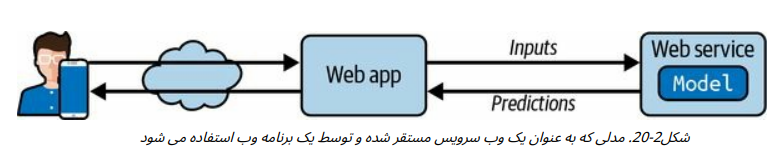 Inputs
Web app
Web service
Model
Predictions
شکل2-20. مدلی که به عنوان یک وب سرویس مستقر شده و توسط یک برنامه وب استفاده می شود